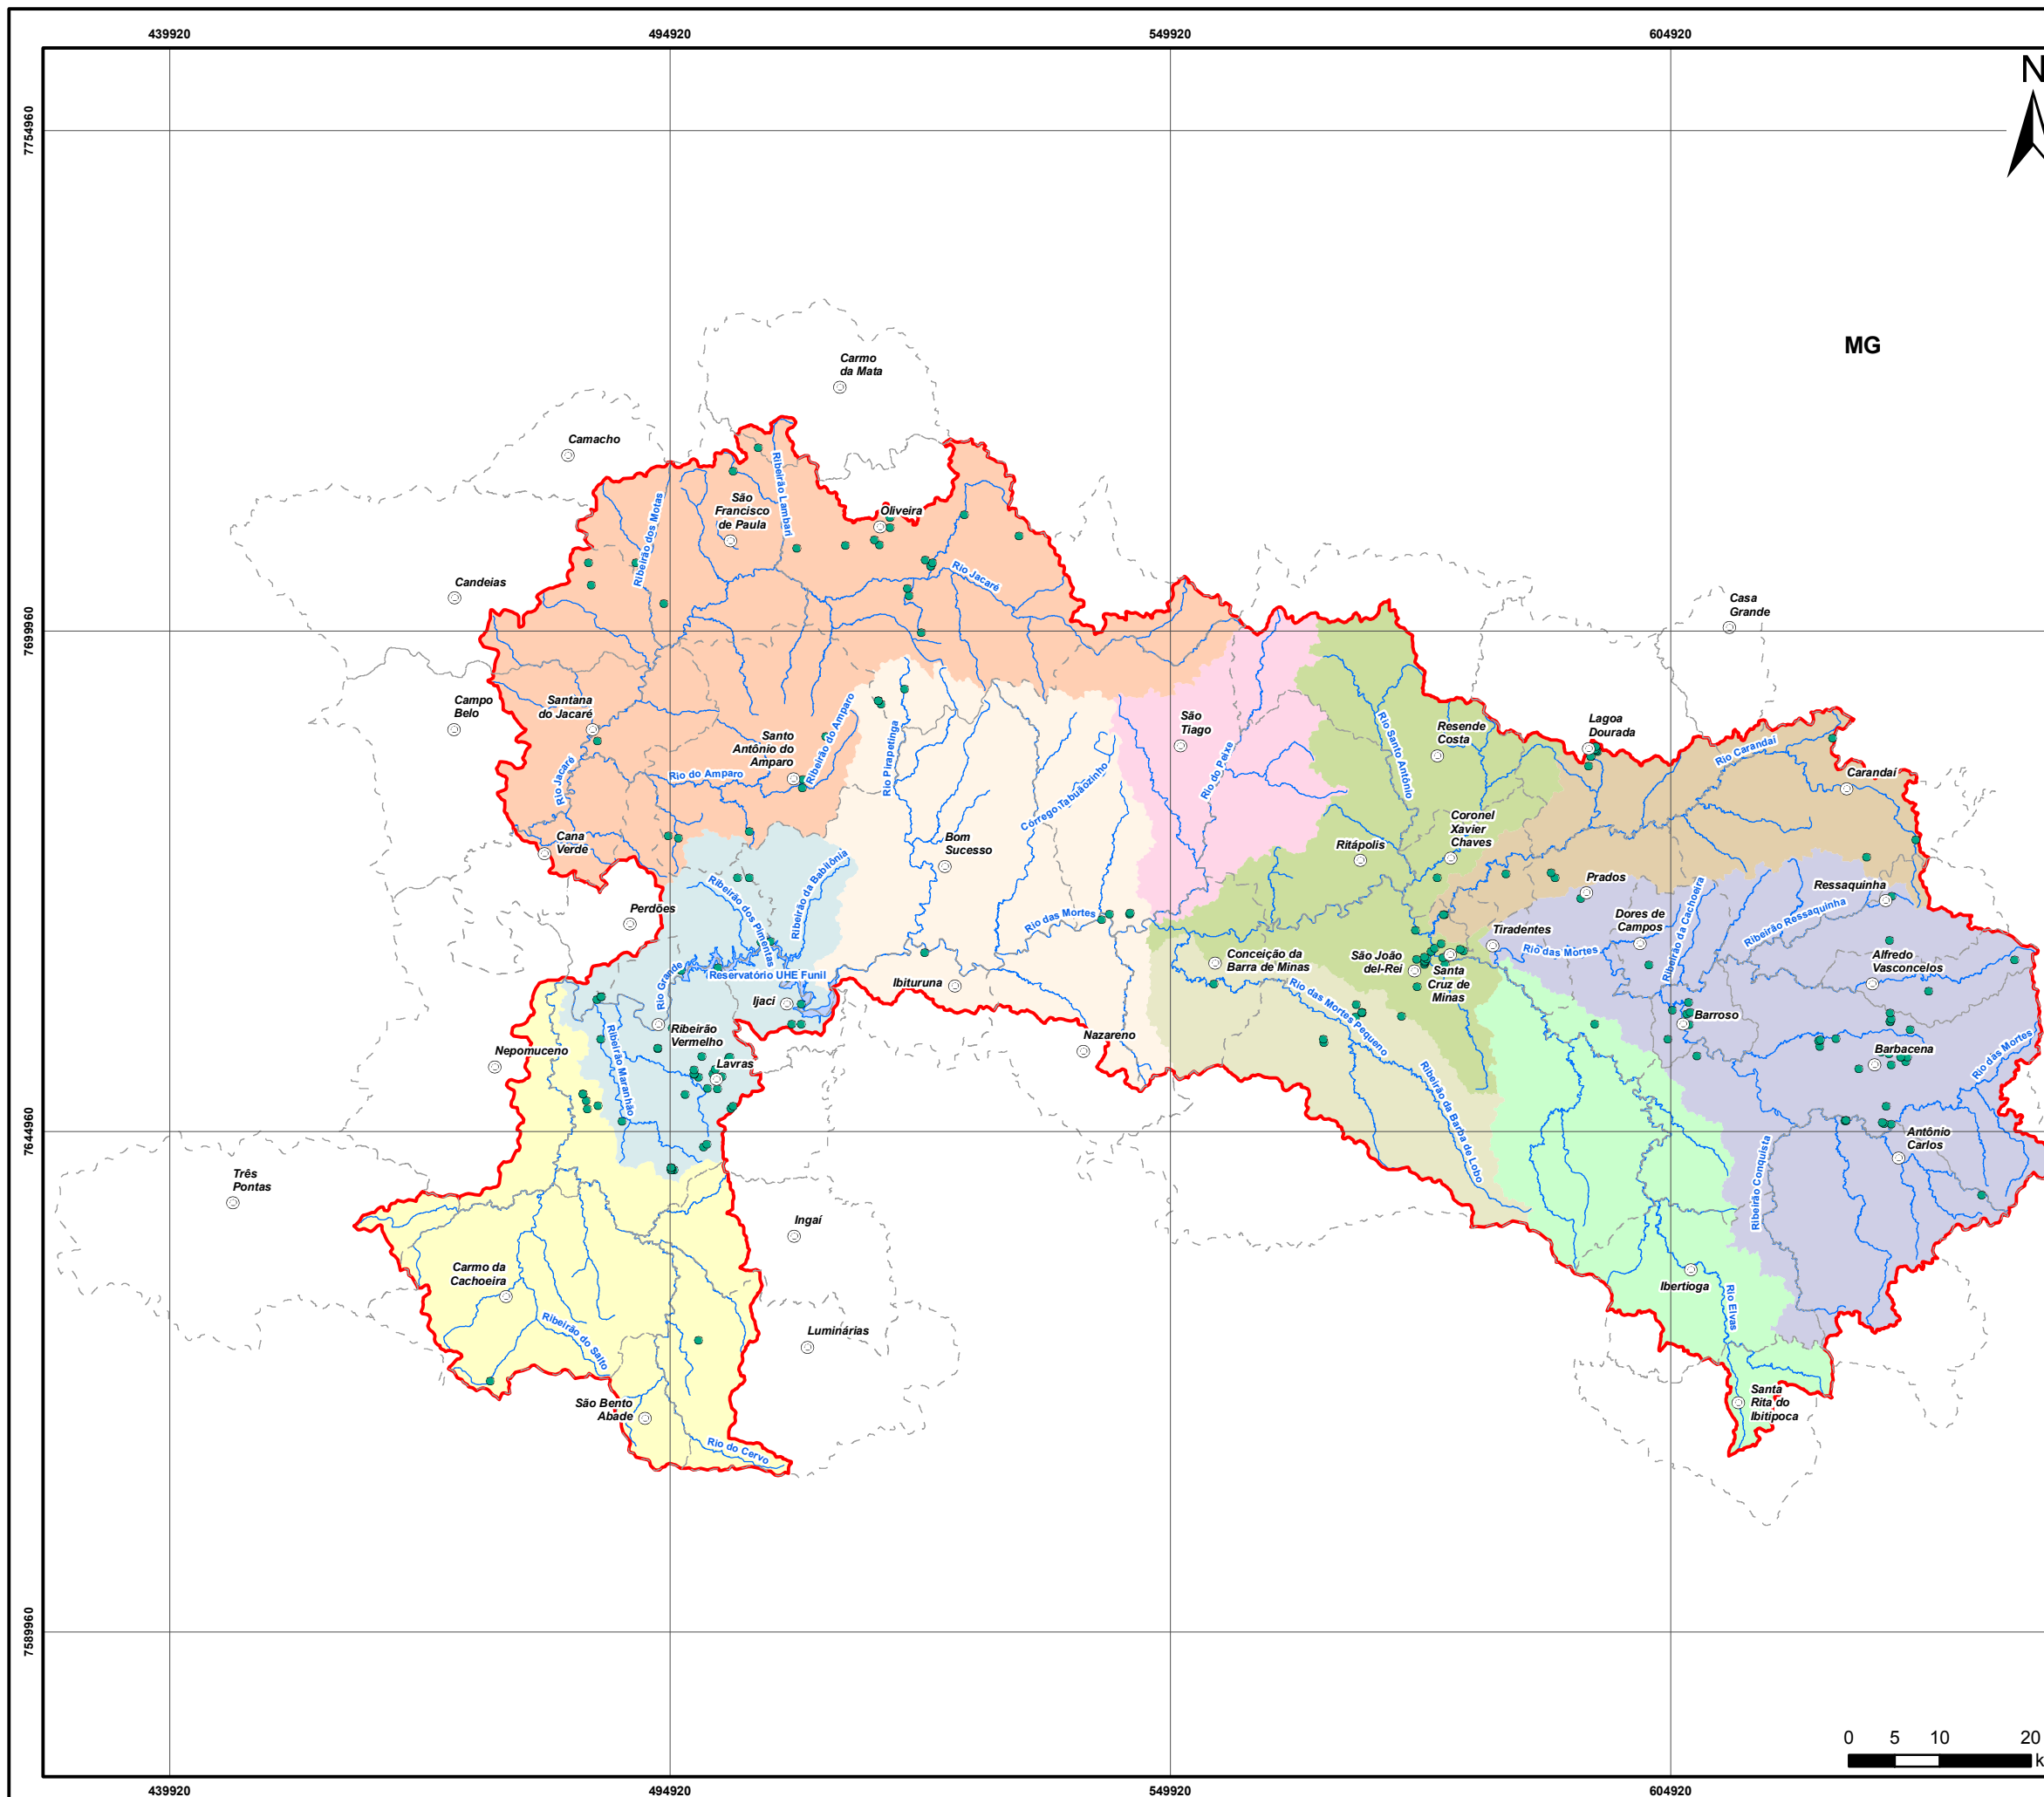 439920
494920
549920
604920
N
7754960
MG
Carmo
da Mata
Camacho
Ribeirão Lambari
Ribeirão dos Motas
São
Francisco
de Paula
Oliveira
Rio Jacaré
Candeias
Casa
Grande
7699960
Campo
Belo
Santana
do Jacaré
Santo
Antônio do
Amparo
Ribeirão do Amparo
Rio Pirapetinga
São
Tiago
Rio do Peixe
Rio Santo Antônio
Resende
Costa
Lagoa
Dourada
Rio Carandaí
Carandaí
Rio Jacaré
Rio do Amparo
Córrego Tabuãozinho
Cana
Verde
Bom
Sucesso
Ritápolis
Coronel
Xavier
Chaves
Ribeirão dos Pimentas
Ribeirão da Babilônia
Prados
Ressaquinha
Perdões
Rio das Mortes
Dores de
Campos
Ribeirão da Cachoeira
Ribeirão Ressaquinha
Tiradentes
Rio das Mortes
Conceição da
Barra de Minas
São João
del-Rei
Santa
Cruz de
Minas
Alfredo
Vasconcelos
Rio Grande
Reservatório UHE Funil
Ijaci
Ibituruna
Rio das Mortes Pequeno
Barroso
Ribeirão
Vermelho
Nazareno
Nepomuceno
Ribeirão Maranhão
Lavras
Barbacena
Rio das Mortes
Ribeirão da Barba de Lobo
7644960
Antônio
Carlos
Ribeirão Conquista
Três
Pontas
Ingaí
Carmo da
Cachoeira
Ibertioga
Rio Elvas
Ribeirão do Salto
Luminárias
São Bento
Abade
Santa
Rita do
Ibitipoca
Rio do Cervo
7589960
0 5 10 20
439920
494920
549920
604920